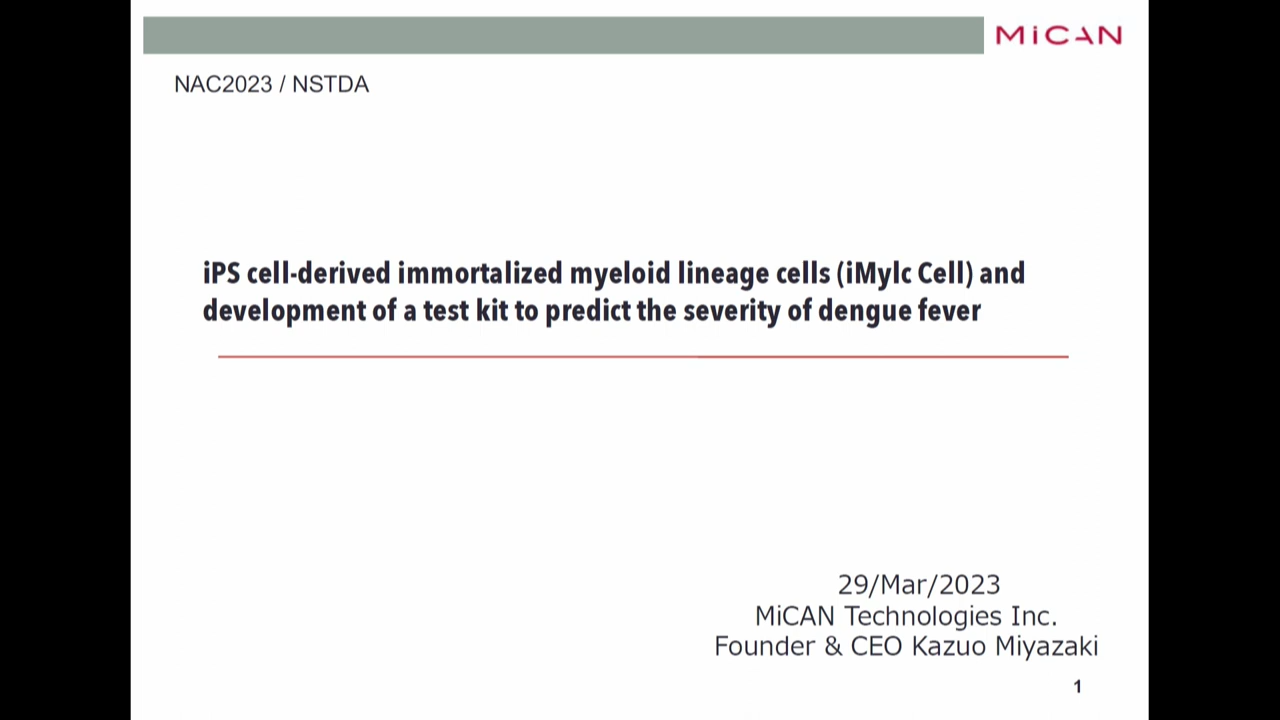 MiCAN
NAC2023 / NSTDA
iPS cell-derived immortalized myeloid lineage cells (iMylc Cell) and
development of a test kit to predict the severity of dengue fever
29/Mar/2023
MiCAN Technologies Inc.
Founder & CEO Kazuo Miyazaki
1